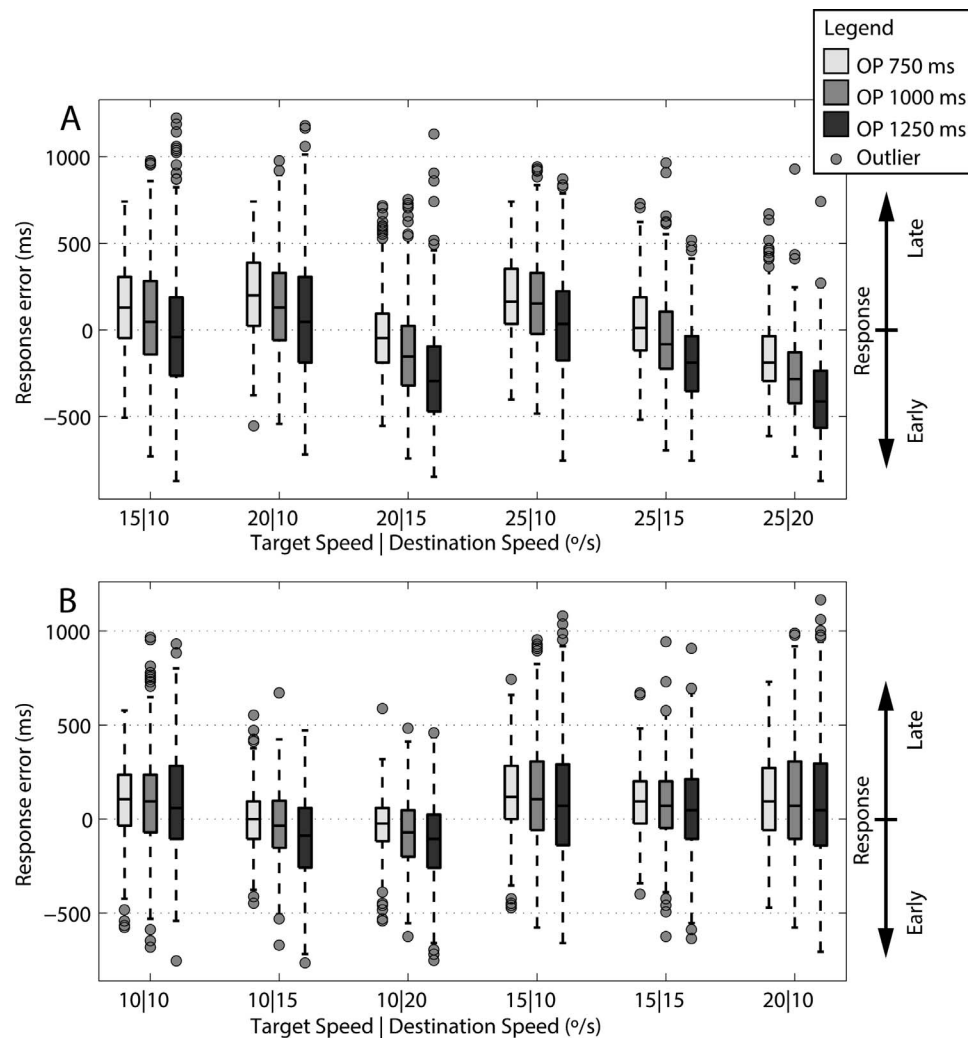 Legend
OP 750 ms
OP 1000 ms
OP 1250 ms
Outlier
A
1000
500
0
−500
Response error (ms)
15|10 20|10 20|15 25|10 25|15 25|20
Target Speed | Destination Speed (º/s)
Late
Response
Early
B
1000
500
0
−500
Response error (ms)
10|10 10|15 10|20 15|10 15|15 20|10
Target Speed | Destination Speed (º/s)
Late
Response
Early